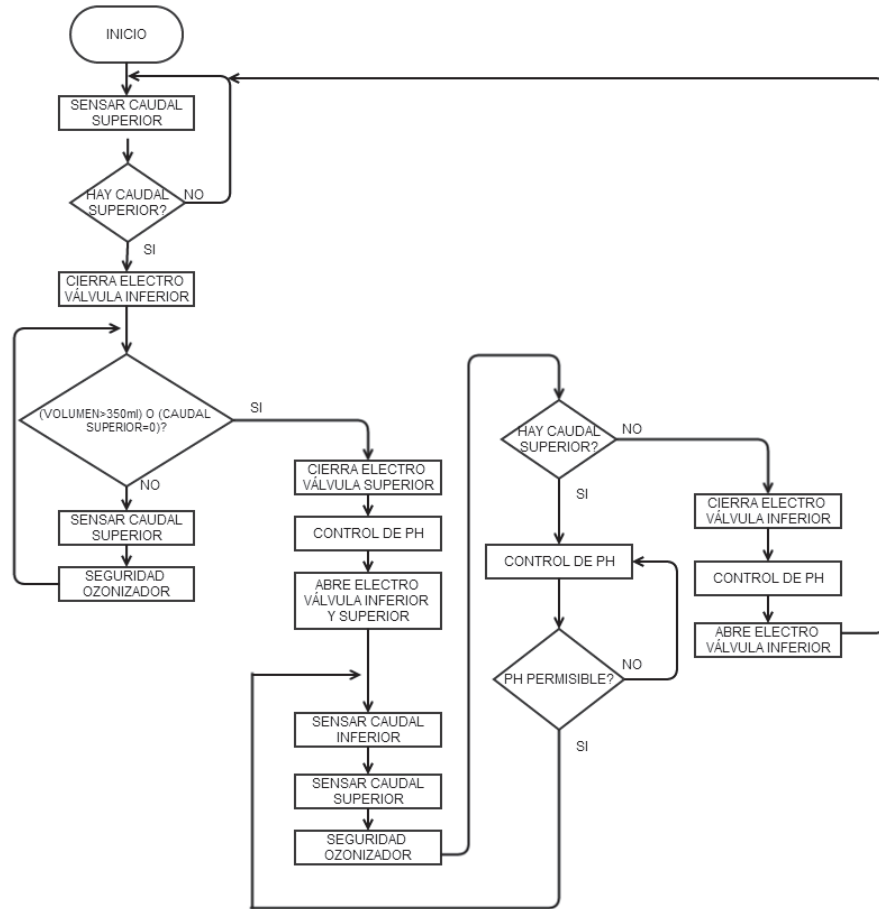 INICIO
SENSAR CAUDAL
SUPERIOR
HAY CAUDAL
SUPERIOR?
NO
SI
CIERRA ELECTRO
VÁLVULA INFERIOR
(VOLUMEN>350ml) O (CAUDAL
SUPERIOR=0)?
SI
NO
SENSAR CAUDAL
SUPERIOR
SEGURIDAD
OZONIZADOR
CIERRA ELECTRO
VÁLVULA SUPERIOR
CONTROL DE PH
ABRE ELECTRO
VÁLVULA INFERIOR
Y SUPERIOR
SENSAR CAUDAL
INFERIOR
SENSAR CAUDAL
SUPERIOR
SEGURIDAD
OZONIZADOR
HAY CAUDAL
SUPERIOR?
NO
SI
CONTROL DE PH
PH PERMISIBLE?
NO
SI
CIERRA ELECTRO
VÁLVULA INFERIOR
CONTROL DE PH
ABRE ELECTRO
VÁLVULA INFERIOR